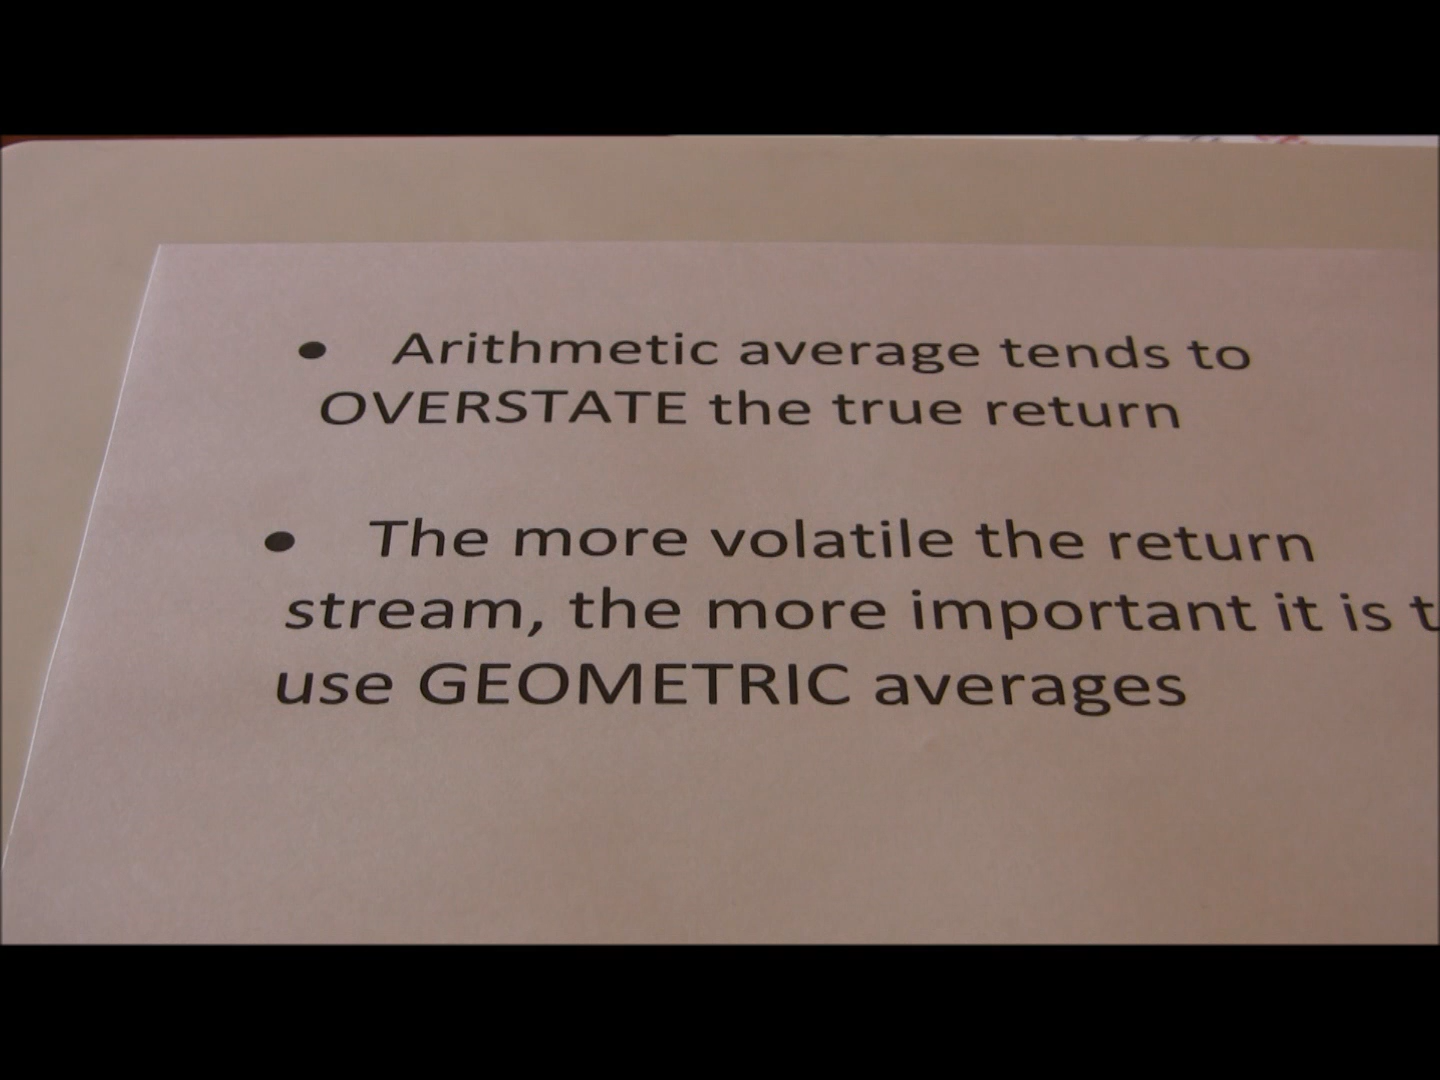 • Arithmetic average tends to
OVERSTATE the true return
• The more volatile the return
stream, the more important it is t
use GEOMETRIC averages